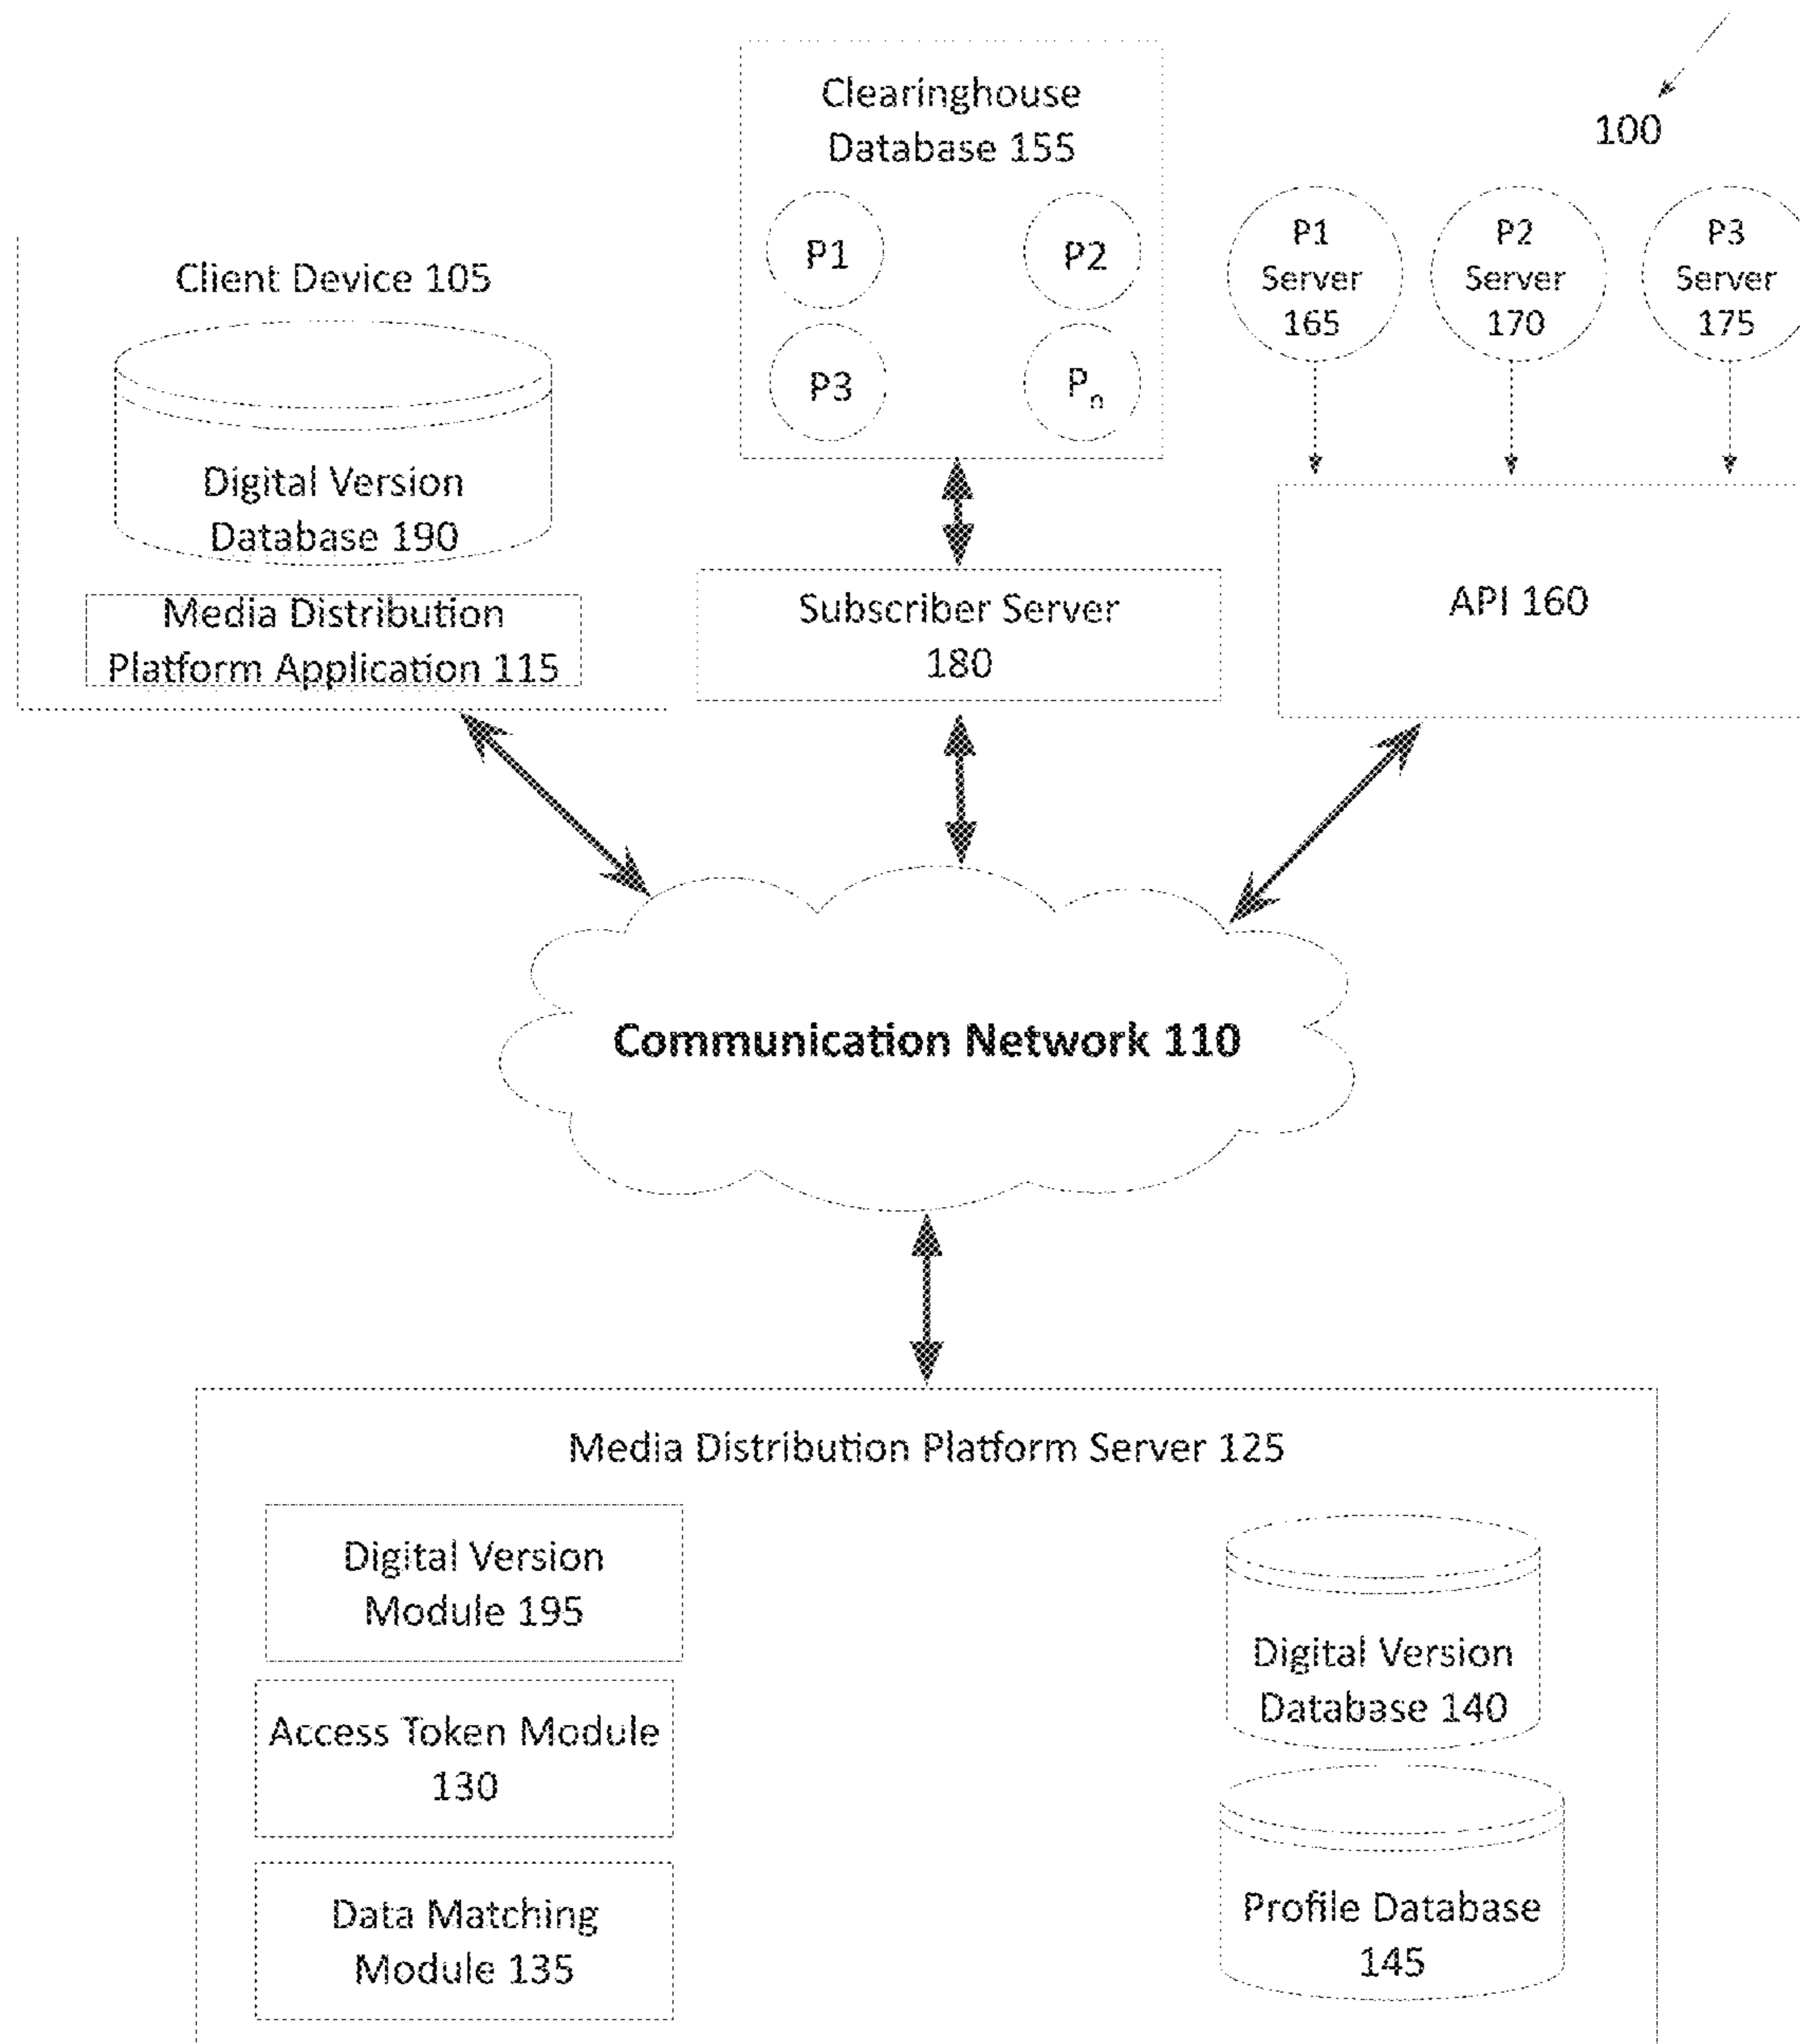 100
Clearinghouse
Database 155
P1
P2
P3
Pn
P1
Server
165
P2
Server
170
P3
Server
175
Client Device 105
Digital Version
Database 190
Media Distribution
Platform Application 115
Subscriber Server
180
API 160
Communication Network 110
Media Distribution Platform Server 125
Digital Version
Module 195
Access Token Module
130
Data Matching
Module 135
Digital Version
Database 140
Profile Database
145